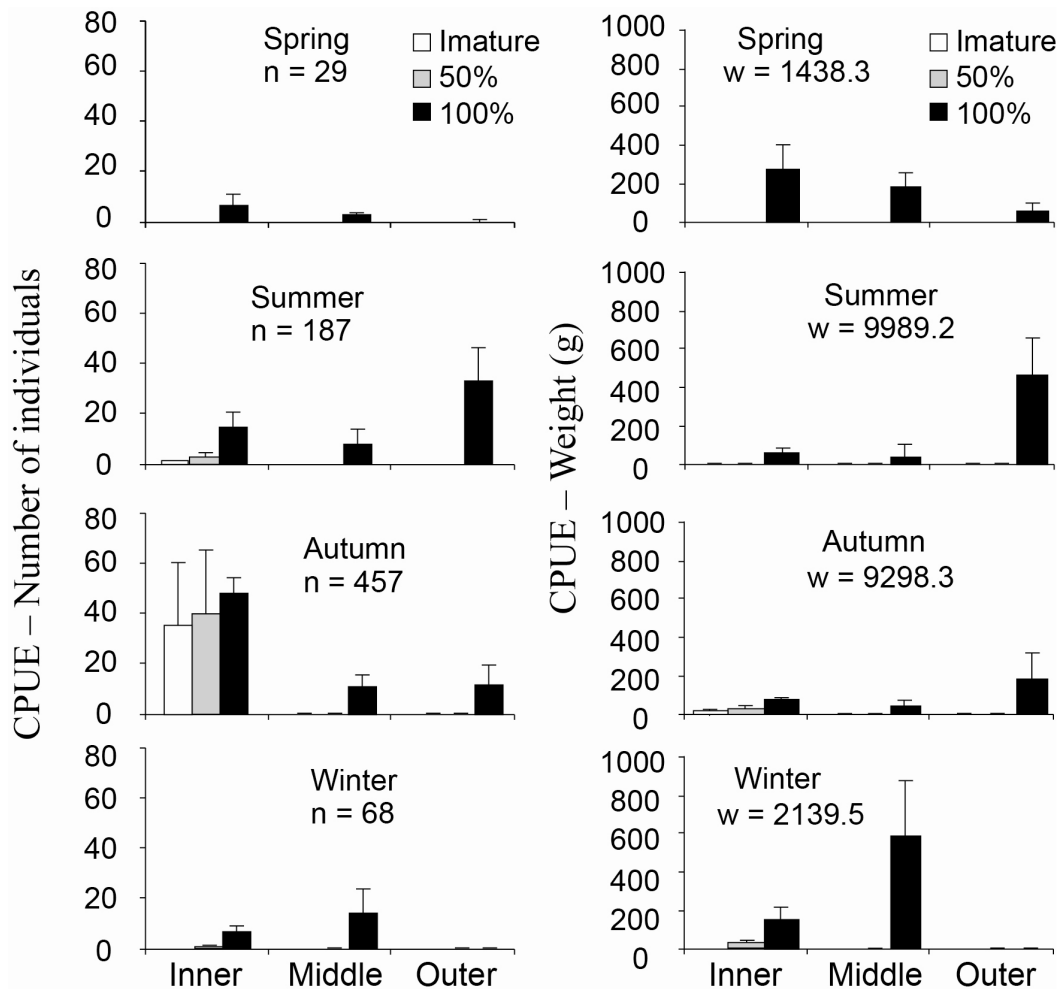 CPUE – Number of individuals
80
60
40
20
0
Spring
n = 29
Imature
50%
100%
80
60
40
20
0
Summer
n = 187
80
60
40
20
0
Autumn
n = 457
80
60
40
20
0
Winter
n = 68
Inner Middle Outer
CPUE – Weight (g)
1000
800
600
400
200
0
Spring
w = 1438.3
Imature
50%
100%
1000
800
600
400
200
0
Summer
w = 9989.2
1000
800
600
400
200
0
Autumn
w = 9298.3
1000
800
600
400
200
0
Winter
w = 2139.5
Inner Middle Outer